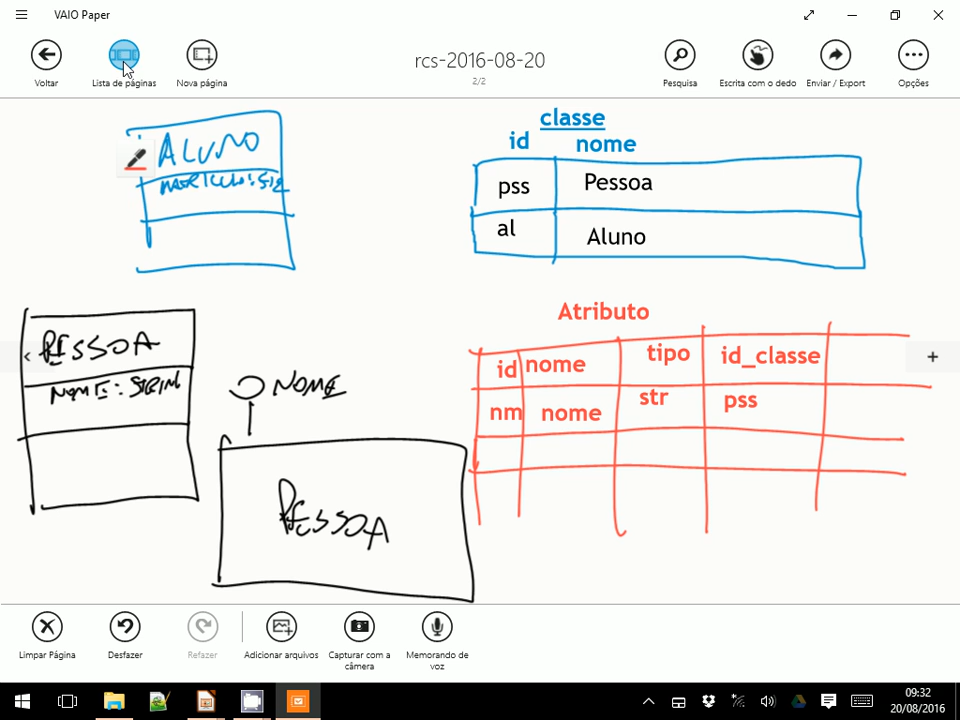 VAIO Paper
Voltar
Lista de páginas
Nova página
rcs-2016-08-20
2/2
Pesquisa
Escrita com o dedo
Enviar / Export
Opções
ALUNO
classe
id nome
pss Pessoa
al Aluno
PESSOA
NOME: STRIN
NOME
PESSOA
Atributo
id nome tipo id_classe
nm nome str pss
Limpar Página
Desfazer
Refazer
Adicionar arquivos
Capturar com a
câmera
Memorando de
voz
09:32
20/08/2016